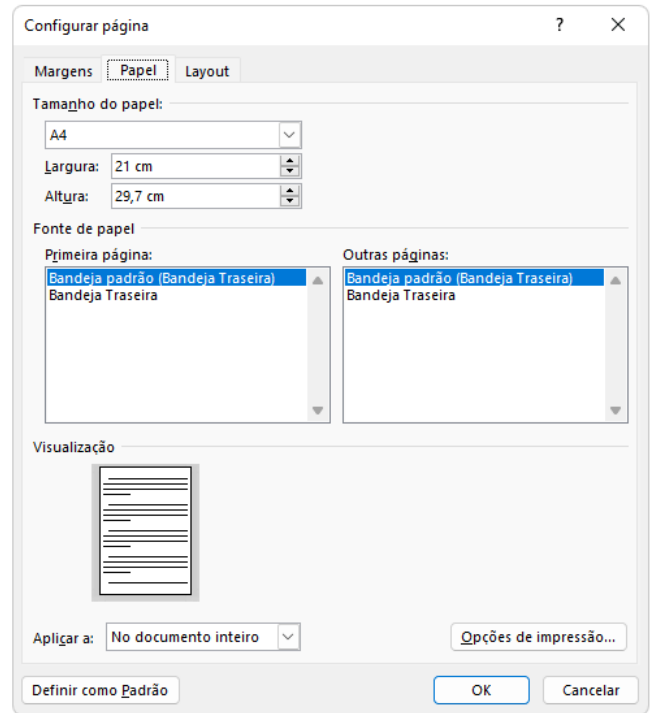 Configurar página ?
Margens Papel Layout
Tamanho do papel:
A4
Largura: 21 cm
Altura: 29,7 cm
Fonte de papel
Primeira página: Outras páginas:
Bandeja padrão (Bandeja Traseira) Bandeja padrão (Bandeja Traseira)
Bandeja Traseira Bandeja Traseira
Visualização
Aplicar a: No documento inteiro Opções de impressão...
Definir como Padrão OK Cancelar